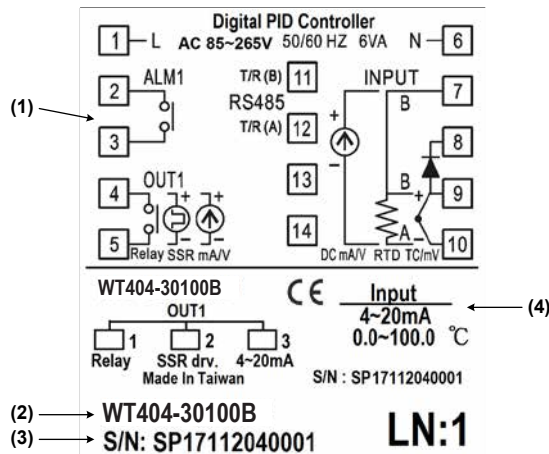 Digital PID Controller
1 L AC 85~265V 50/60 HZ 6VA N 6
2 ALM1 T/R (B) 11 INPUT 7
RS485 + B
(1) T/R (A) 12 8
3 −
4 OUT1 13 B + 9
+ +
5 − − 14 A − 10
Relay SSR mA/V DC mA/V RTD TC/mV
WT404-30100B CE Input
OUT1 4~20mA (4)
1 2 3 0.0~100.0 °C
Relay SSR drv. 4~20mA
Made In Taiwan S/N : SP17112040001
(2) WT404-30100B
(3) S/N: SP17112040001 LN:1